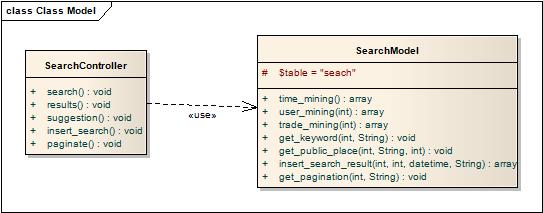 class Class Model
SearchController
+ search() : void
+ results() : void
+ suggestion() : void
+ insert_search() : void
+ paginate() : void
«use»
SearchModel
# $table = "seach"
+ time_mining() : array
+ user_mining(int) : array
+ trade_mining(int) : array
+ get_keyword(int, String) : void
+ get_public_place(int, String, int) : void
+ insert_search_result(int, int, datetime, String) : array
+ get_pagination(int, String) : void